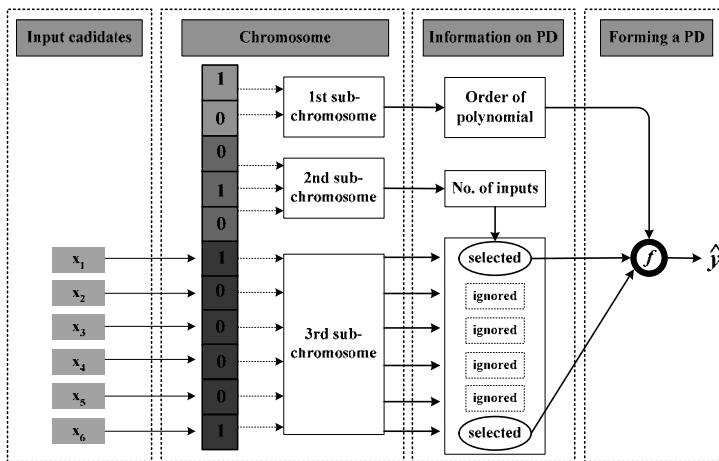 Input cadidates
Chromosome
Information on PD
Forming a PD
1
0
0
1
0
1
0
0
0
0
1
1st sub-
chromosome
2nd sub-
chromosome
3rd sub-
chromosome
Order of
polynomial
No. of inputs
selected
ignored
ignored
ignored
ignored
selected
x₁
x₂
x₃
x₄
x₅
x₆
f
ŷ